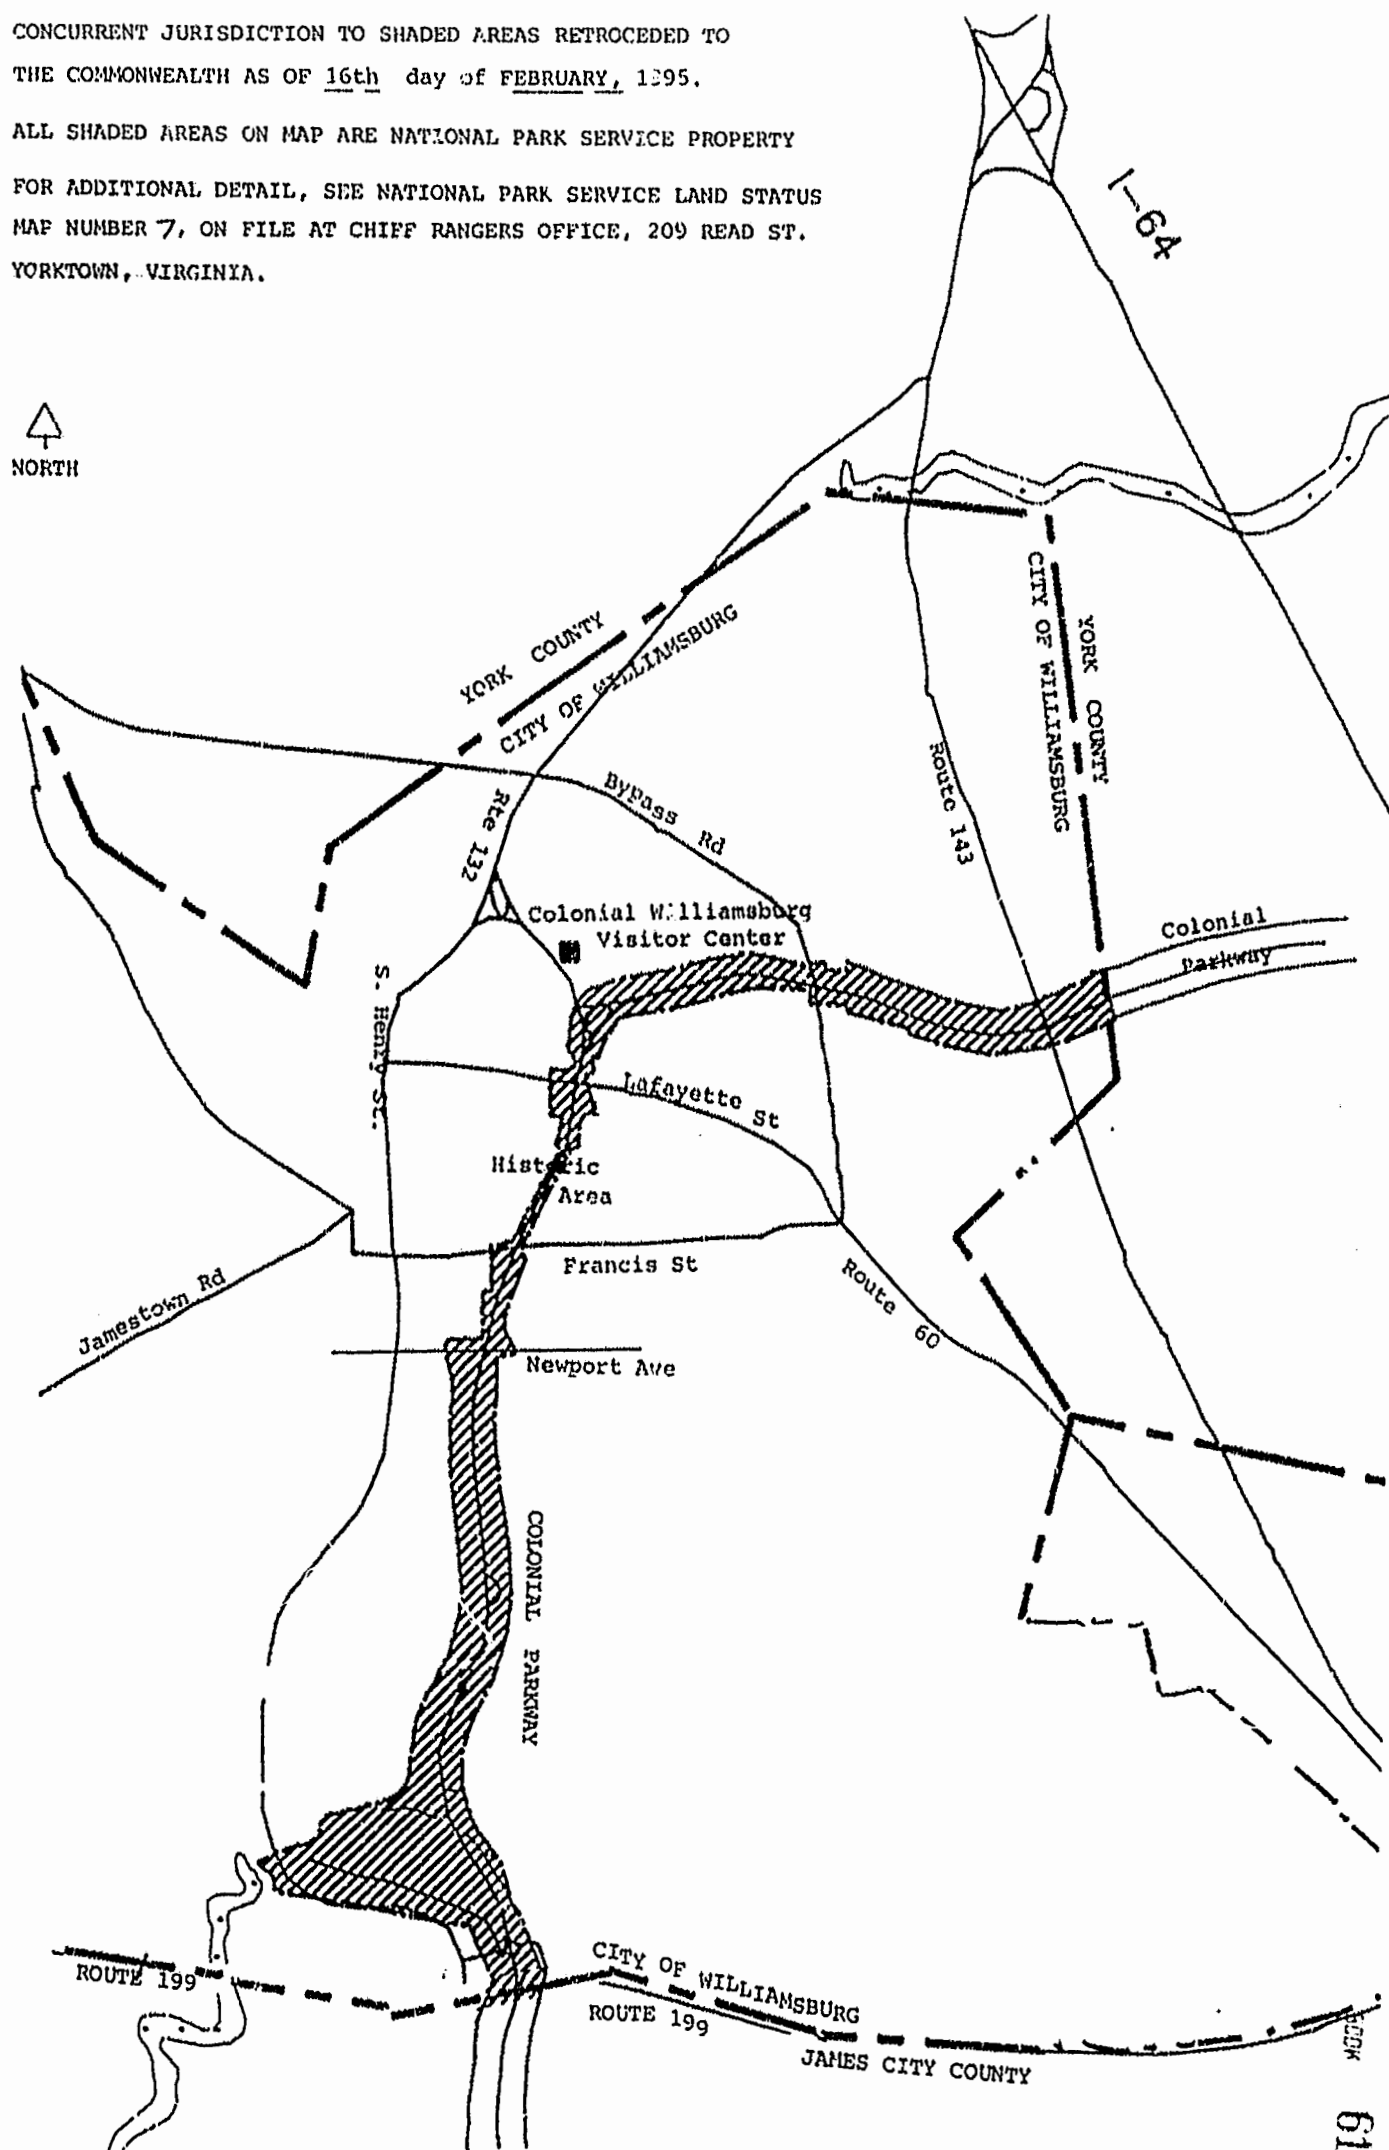 CONCURRENT JURISDICTION TO SHADED AREAS RETROCEDED TO
THE COMMONWEALTH AS OF 16th day of FEBRUARY, 1995.
ALL SHADED AREAS ON MAP ARE NATIONAL PARK SERVICE PROPERTY
FOR ADDITIONAL DETAIL, SEE NATIONAL PARK SERVICE LAND STATUS
MAP NUMBER 7, ON FILE AT CHIEF RANGERS OFFICE, 209 READ ST.
YORKTOWN, VIRGINIA.
I-64
NORTH
YORK COUNTY
CITY OF WILLIAMSBURG
YORK COUNTY
CITY OF WILLIAMSBURG
Route 143
Bypass Rd
Rte 132
Colonial Williamsburg
Visitor Center
Colonial
Parkway
S. Henry St.
Lafayette St
Historic
Area
Francis St
Jamestown Rd
Route 60
Newport Ave
COLONIAL PARKWAY
ROUTE 199
CITY OF WILLIAMSBURG
ROUTE 199
JAMES CITY COUNTY
BOOK 61